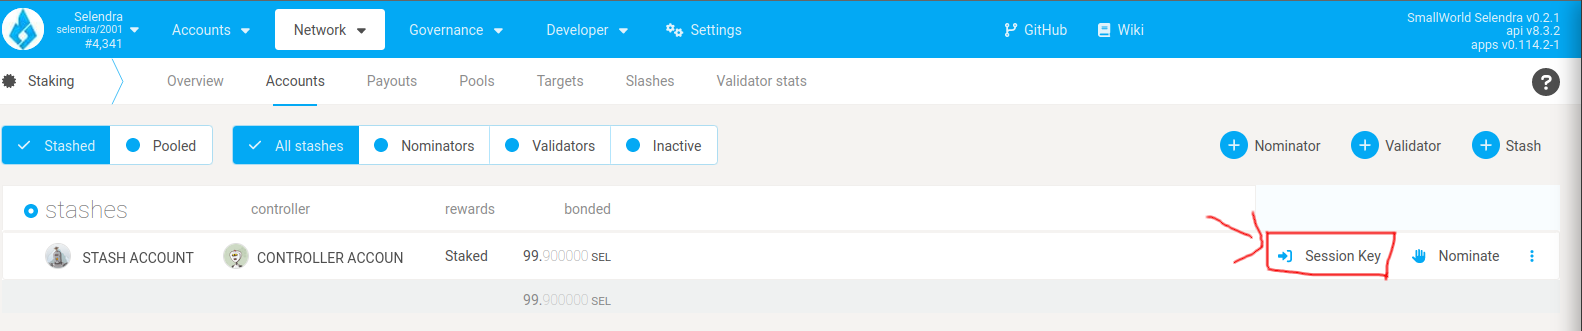 Selendra
selendra/2001
#4,341
Accounts
Network
Governance
Developer
Settings
GitHub
Wiki
SmallWorld Selendra v0.2.1
api v8.3.2
apps v0.114.2-1
Staking
Overview
Accounts
Payouts
Pools
Targets
Slashes
Validator stats
?
Stashed
Pooled
All stashes
Nominators
Validators
Inactive
Nominator
Validator
Stash
stashes
controller
rewards
bonded
STASH ACCOUNT
CONTROLLER ACCOUN
Staked
99.900000 SEL
Session Key
Nominate
99.900000 SEL